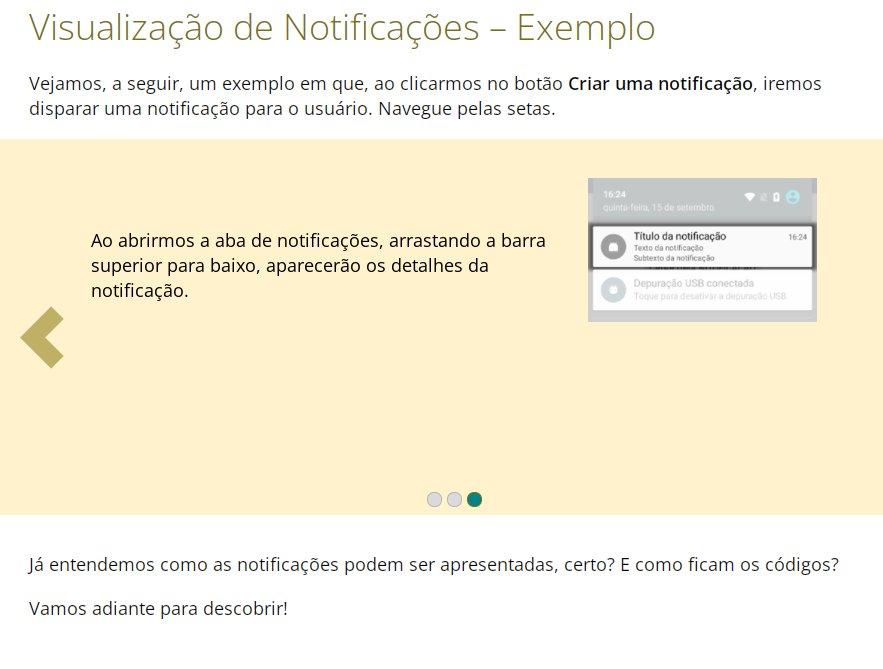 Visualização de Notificações – Exemplo
Vejamos, a seguir, um exemplo em que, ao clicarmos no botão Criar uma notificação, iremos
disparar uma notificação para o usuário. Navegue pelas setas.
Ao abrirmos a aba de notificações, arrastando a barra
superior para baixo, aparecerão os detalhes da
notificação.
16:24
quinta-feira, 15 de setembro
Título da notificação 16:24
Texto da notificação
Subtexto da notificação
Depuração USB conectada
Toque para desativar a depuração USB.
Já entendemos como as notificações podem ser apresentadas, certo? E como ficam os códigos?
Vamos adiante para descobrir!